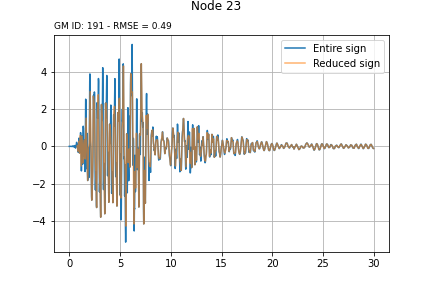 Node 23
GM ID: 191 - RMSE = 0.49
Entire sign
Reduced sign
4
2
0
−2
−4
0 5 10 15 20 25 30